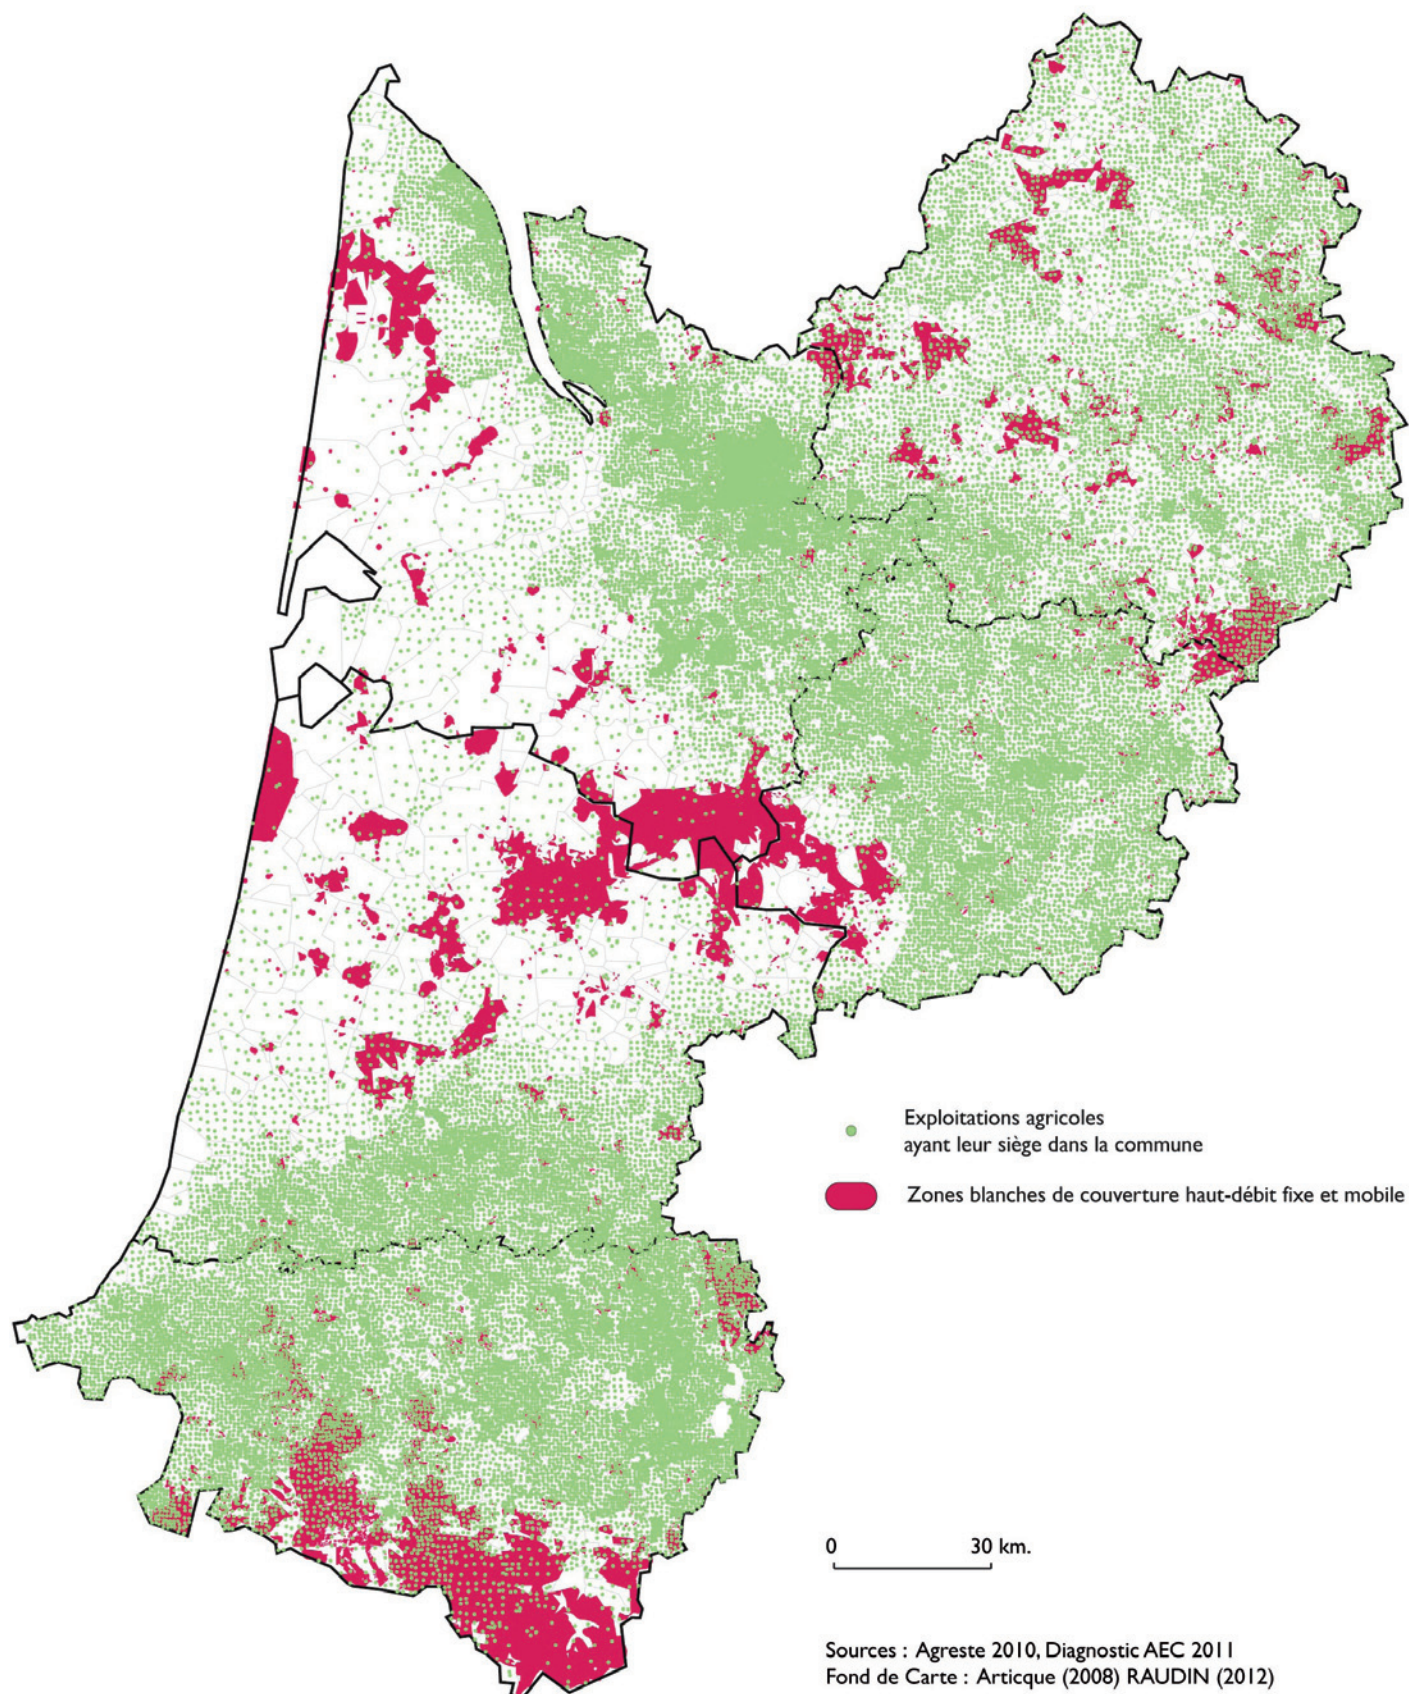 Exploitations agricoles
ayant leur siège dans la commune
Zones blanches de couverture haut-débit fixe et mobile
0 30 km.
Sources : Agreste 2010, Diagnostic AEC 2011
Fond de Carte : Articque (2008) RAUDIN (2012)